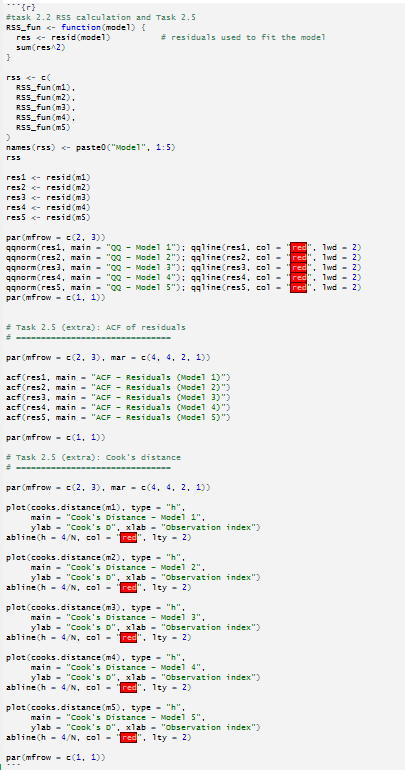 ```{r}
#task 2.2 RSS calculation and Task 2.5
RSS_fun <- function(model) {
  res <- resid(model)          # residuals used to fit the model
  sum(res^2)
}

rss <- c(
  RSS_fun(m1),
  RSS_fun(m2),
  RSS_fun(m3),
  RSS_fun(m4),
  RSS_fun(m5)
)
names(rss) <- paste0("Model", 1:5)
rss

res1 <- resid(m1)
res2 <- resid(m2)
res3 <- resid(m3)
res4 <- resid(m4)
res5 <- resid(m5)

par(mfrow = c(2, 3))
qqnorm(res1, main = "QQ - Model 1"); qqline(res1, col = "red", lwd = 2)
qqnorm(res2, main = "QQ - Model 2"); qqline(res2, col = "red", lwd = 2)
qqnorm(res3, main = "QQ - Model 3"); qqline(res3, col = "red", lwd = 2)
qqnorm(res4, main = "QQ - Model 4"); qqline(res4, col = "red", lwd = 2)
qqnorm(res5, main = "QQ - Model 5"); qqline(res5, col = "red", lwd = 2)
par(mfrow = c(1, 1))


# Task 2.5 (extra): ACF of residuals
# ===============================

par(mfrow = c(2, 3), mar = c(4, 4, 2, 1))

acf(res1, main = "ACF - Residuals (Model 1)")
acf(res2, main = "ACF - Residuals (Model 2)")
acf(res3, main = "ACF - Residuals (Model 3)")
acf(res4, main = "ACF - Residuals (Model 4)")
acf(res5, main = "ACF - Residuals (Model 5)")

par(mfrow = c(1, 1))

# Task 2.5 (extra): Cook's distance
# ===============================

par(mfrow = c(2, 3), mar = c(4, 4, 2, 1))

plot(cooks.distance(m1), type = "h",
     main = "Cook's Distance - Model 1",
     ylab = "Cook's D", xlab = "Observation index")
abline(h = 4/N, col = "red", lty = 2)

plot(cooks.distance(m2), type = "h",
     main = "Cook's Distance - Model 2",
     ylab = "Cook's D", xlab = "Observation index")
abline(h = 4/N, col = "red", lty = 2)

plot(cooks.distance(m3), type = "h",
     main = "Cook's Distance - Model 3",
     ylab = "Cook's D", xlab = "Observation index")
abline(h = 4/N, col = "red", lty = 2)

plot(cooks.distance(m4), type = "h",
     main = "Cook's Distance - Model 4",
     ylab = "Cook's D", xlab = "Observation index")
abline(h = 4/N, col = "red", lty = 2)

plot(cooks.distance(m5), type = "h",
     main = "Cook's Distance - Model 5",
     ylab = "Cook's D", xlab = "Observation index")
abline(h = 4/N, col = "red", lty = 2)

par(mfrow = c(1, 1))
```